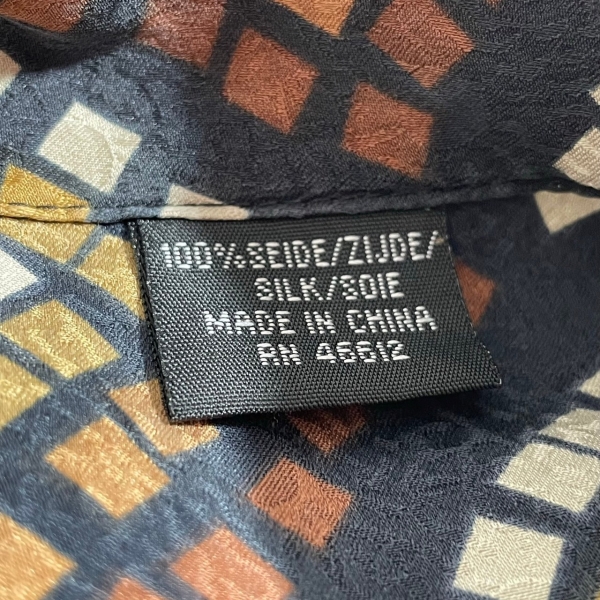 100%SEIDE/ZIJDE/
SILK/SOIE
MADE IN CHINA
RN 46612